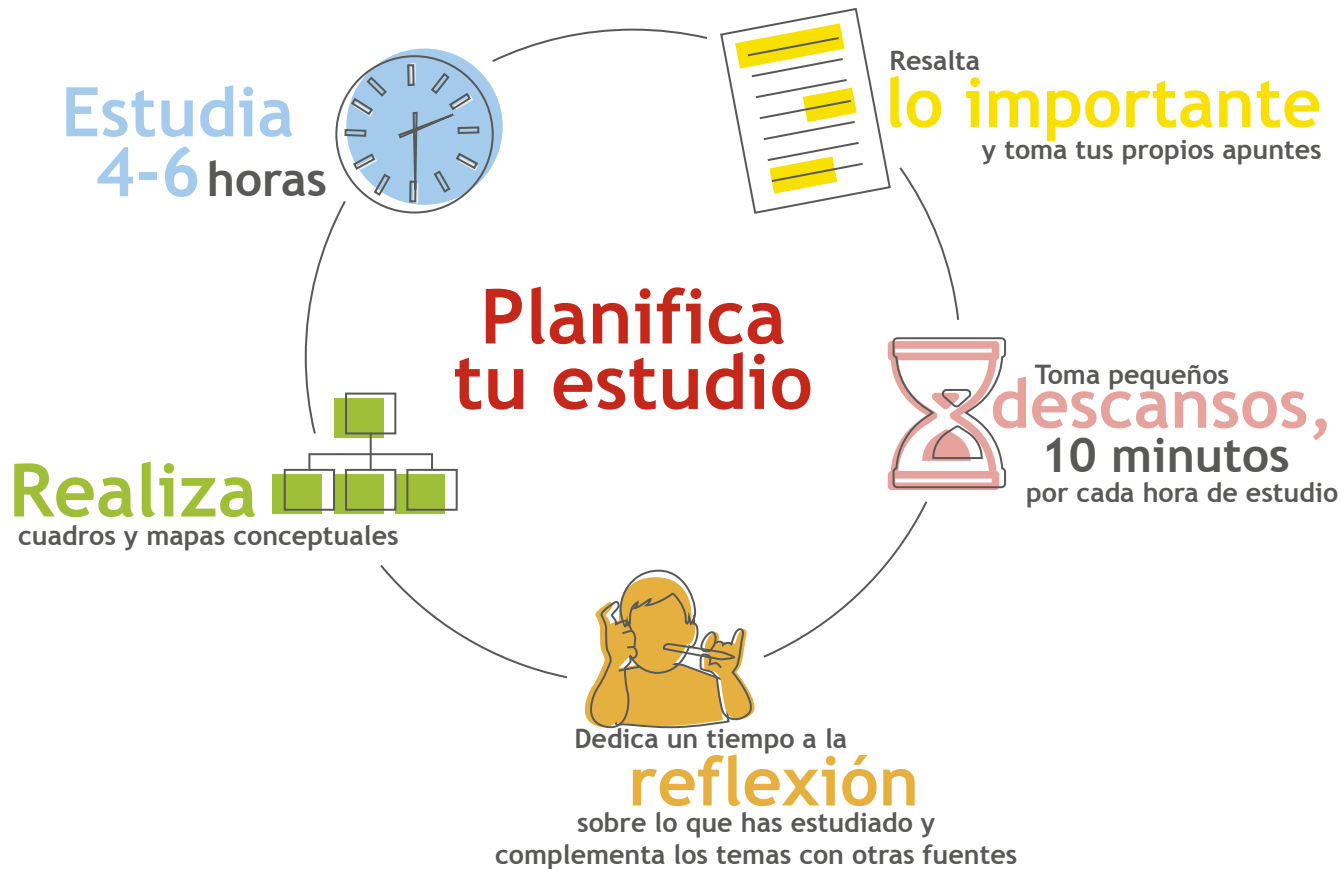 Planifica
tu estudio
Estudia
4-6 horas
Resalta
lo importante
y toma tus propios apuntes
Toma pequeños
descansos,
10 minutos
por cada hora de estudio
Dedica un tiempo a la
reflexión
sobre lo que has estudiado y
complementa los temas con otras fuentes
Realiza
cuadros y mapas conceptuales